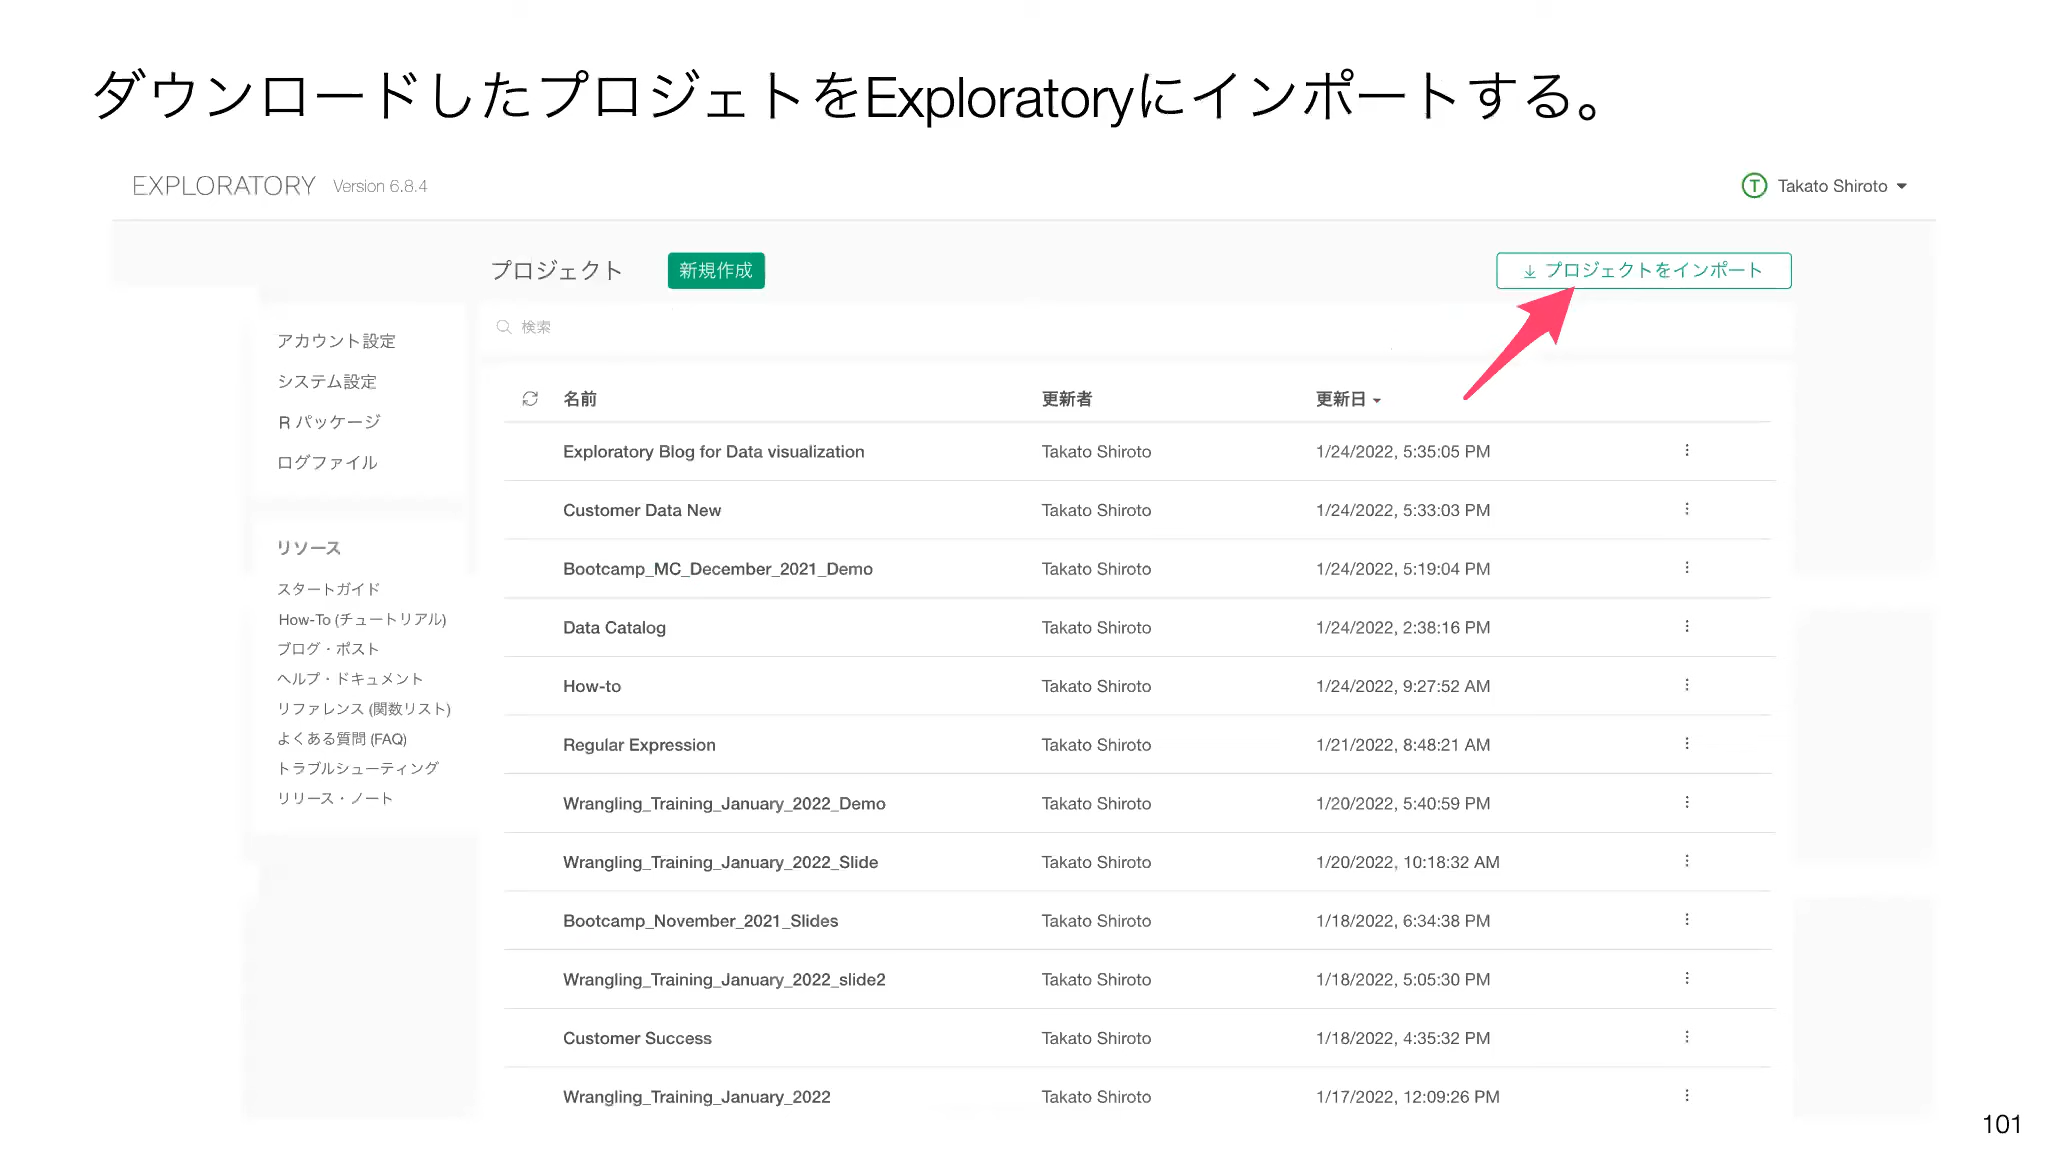 ダウンロードしたプロジェトをExploratoryにインポートする。
EXPLORATORY Version 6.8.4
T Takato Shiroto
プロジェクト 新規作成 プロジェクトをインポート
検索
アカウント設定
システム設定
R パッケージ
ログファイル
リソース
スタートガイド
How-To (チュートリアル)
ブログ・ポスト
ヘルプ・ドキュメント
リファレンス (関数リスト)
よくある質問 (FAQ)
トラブルシューティング
リリース・ノート
名前 更新者 更新日
Exploratory Blog for Data visualization Takato Shiroto 1/24/2022, 5:35:05 PM
Customer Data New Takato Shiroto 1/24/2022, 5:33:03 PM
Bootcamp_MC_December_2021_Demo Takato Shiroto 1/24/2022, 5:19:04 PM
Data Catalog Takato Shiroto 1/24/2022, 2:38:16 PM
How-to Takato Shiroto 1/24/2022, 9:27:52 AM
Regular Expression Takato Shiroto 1/21/2022, 8:48:21 AM
Wrangling_Training_January_2022_Demo Takato Shiroto 1/20/2022, 5:40:59 PM
Wrangling_Training_January_2022_Slide Takato Shiroto 1/20/2022, 10:18:32 AM
Bootcamp_November_2021_Slides Takato Shiroto 1/18/2022, 6:34:38 PM
Wrangling_Training_January_2022_slide2 Takato Shiroto 1/18/2022, 5:05:30 PM
Customer Success Takato Shiroto 1/18/2022, 4:35:32 PM
Wrangling_Training_January_2022 Takato Shiroto 1/17/2022, 12:09:26 PM
101